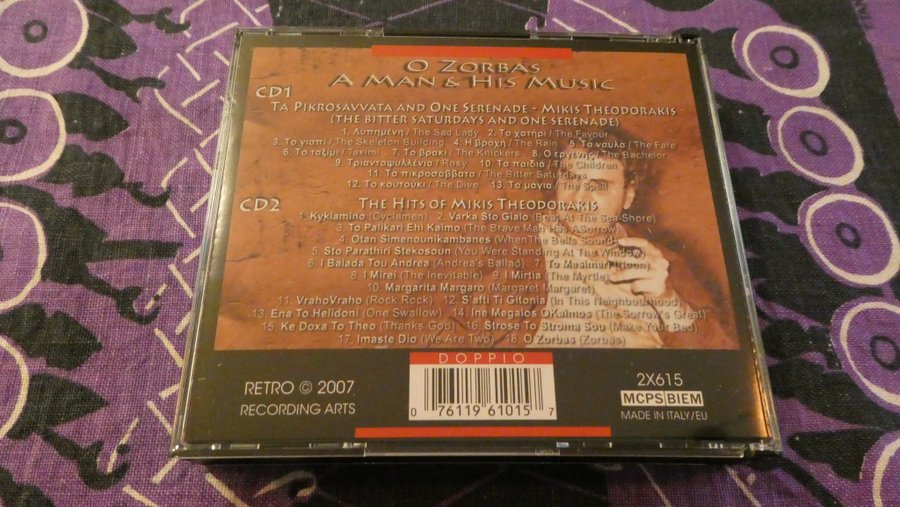 O ZORBAS
A MAN & HIS MUSIC
CD1
TA PIKROSAVVATA AND ONE SERENADE - MIKIS THEODORAKIS
(THE BITTER SATURDAYS AND ONE SERENADE)
1. Λυπημένη / The Sad Lady 2. Το χατήρι / The Favour
3. Το γιαπί / The Skeleton Building 4. Η βροχή / The Rain 5. Τα ναύλα / The Fare
6. Το ταξίμι / Taximi 7. Το βρακί / The Knickers 8. Ο εργένης / The Bachelor
9. Τριανταφυλλένια / Rosy 10. Τα παιδιά / The Children
11. Τα πικροσάββατα / The Bitter Saturdays
12. Το κουτούκι / The Dive 13. Τα μάγια / The Spell
CD2 THE HITS OF MIKIS THEODORAKIS
1. Kyklamino (Cyclamen) 2. Varka Sto Gialo (Boat At The Sea-Shore)
3. To Palikari Ehi Kaimo (The Brave Man Has A Sorrow)
4. Otan Simenounikambanes (WhenThe Bells Sound)
5. Sto Parathiri Stekosoun (You Were Standing At The Window)
6. I Balada Tou Andrea (Andrea's Ballad) 7. To Mesimeri (Noon)
8. I Mirei (The Inevitable) 9. I Mirtia (The Myrtle)
10. Margarita Margaro (Margaret Margaret)
11. VrahoVraho (Rock Rock) 12. S'afti Ti Gitonia (In This Neighbourhood)
13. Ena To Helidoni (One Swallow) 14. Ine Megalos OKaimos (The Sorrow's Great)
15. Ke Doxa To Theo (Thanks God) 16. Strose To Stroma Sou (Make Your Bed)
17. Imaste Dio (We Are Two) 18. O Zorbas (Zorbas)
DOPPIO
RETRO © 2007
RECORDING ARTS
0 76119 61015 7
2X615
MCPS BIEM
MADE IN ITALY/EU